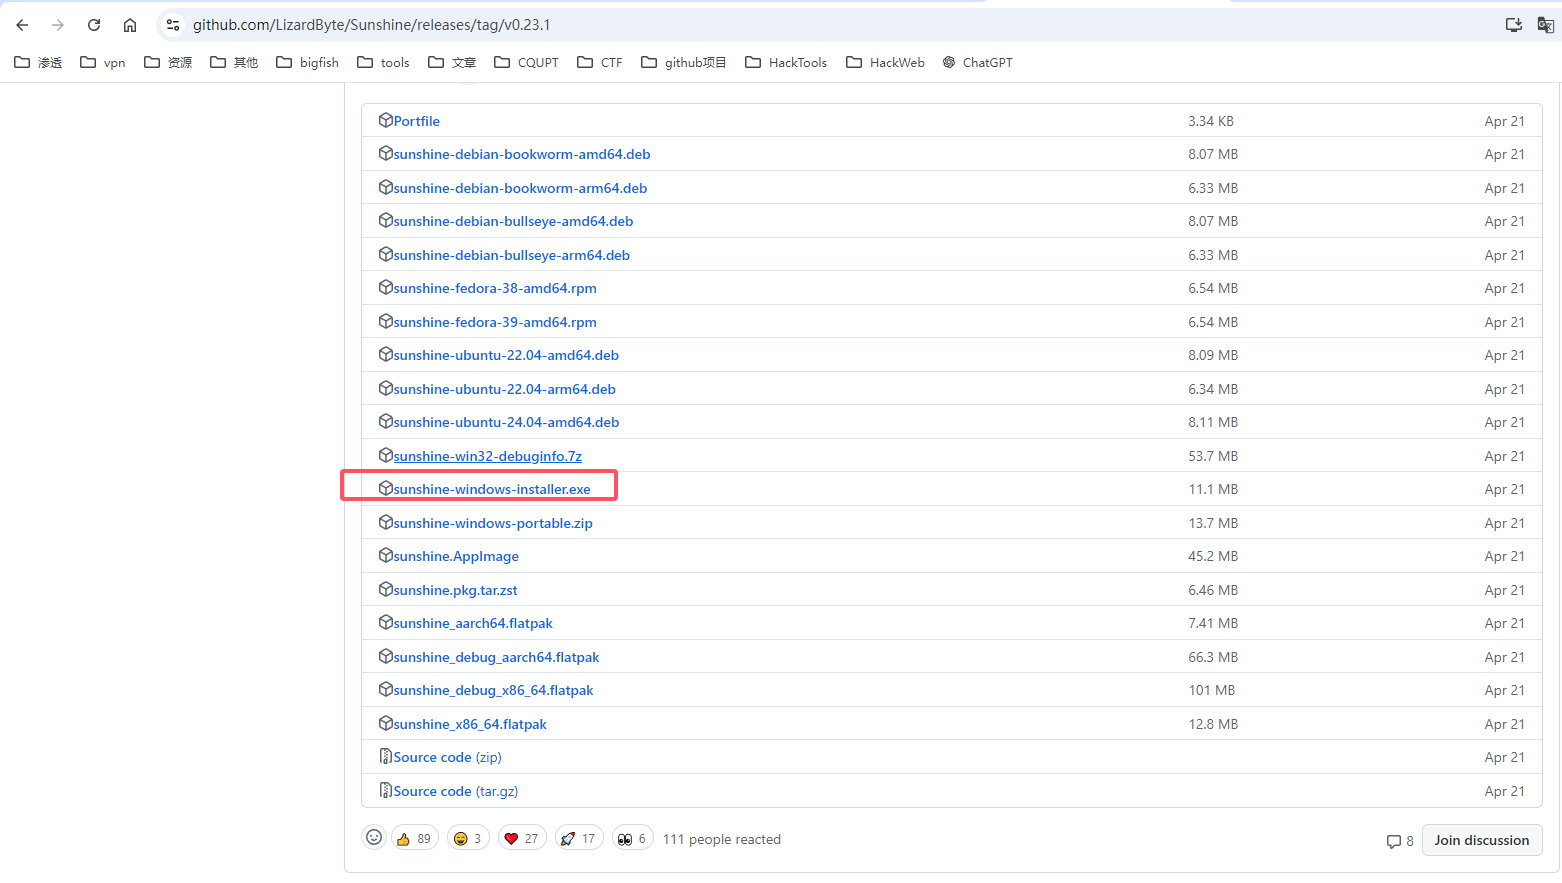 github.com/LizardByte/Sunshine/releases/tag/v0.23.1
渗透 vpn 资源 其他 bigfish tools 文章 CQUPT CTF github项目 HackTools HackWeb ChatGPT
Portfile 3.34 KB Apr 21
sunshine-debian-bookworm-amd64.deb 8.07 MB Apr 21
sunshine-debian-bookworm-arm64.deb 6.33 MB Apr 21
sunshine-debian-bullseye-amd64.deb 8.07 MB Apr 21
sunshine-debian-bullseye-arm64.deb 6.33 MB Apr 21
sunshine-fedora-38-amd64.rpm 6.54 MB Apr 21
sunshine-fedora-39-amd64.rpm 6.54 MB Apr 21
sunshine-ubuntu-22.04-amd64.deb 8.09 MB Apr 21
sunshine-ubuntu-22.04-arm64.deb 6.34 MB Apr 21
sunshine-ubuntu-24.04-amd64.deb 8.11 MB Apr 21
sunshine-win32-debuginfo.7z 53.7 MB Apr 21
sunshine-windows-installer.exe 11.1 MB Apr 21
sunshine-windows-portable.zip 13.7 MB Apr 21
sunshine.AppImage 45.2 MB Apr 21
sunshine.pkg.tar.zst 6.46 MB Apr 21
sunshine_aarch64.flatpak 7.41 MB Apr 21
sunshine_debug_aarch64.flatpak 66.3 MB Apr 21
sunshine_debug_x86_64.flatpak 101 MB Apr 21
sunshine_x86_64.flatpak 12.8 MB Apr 21
Source code (zip) Apr 21
Source code (tar.gz) Apr 21
89 3 27 17 6 111 people reacted 8 Join discussion